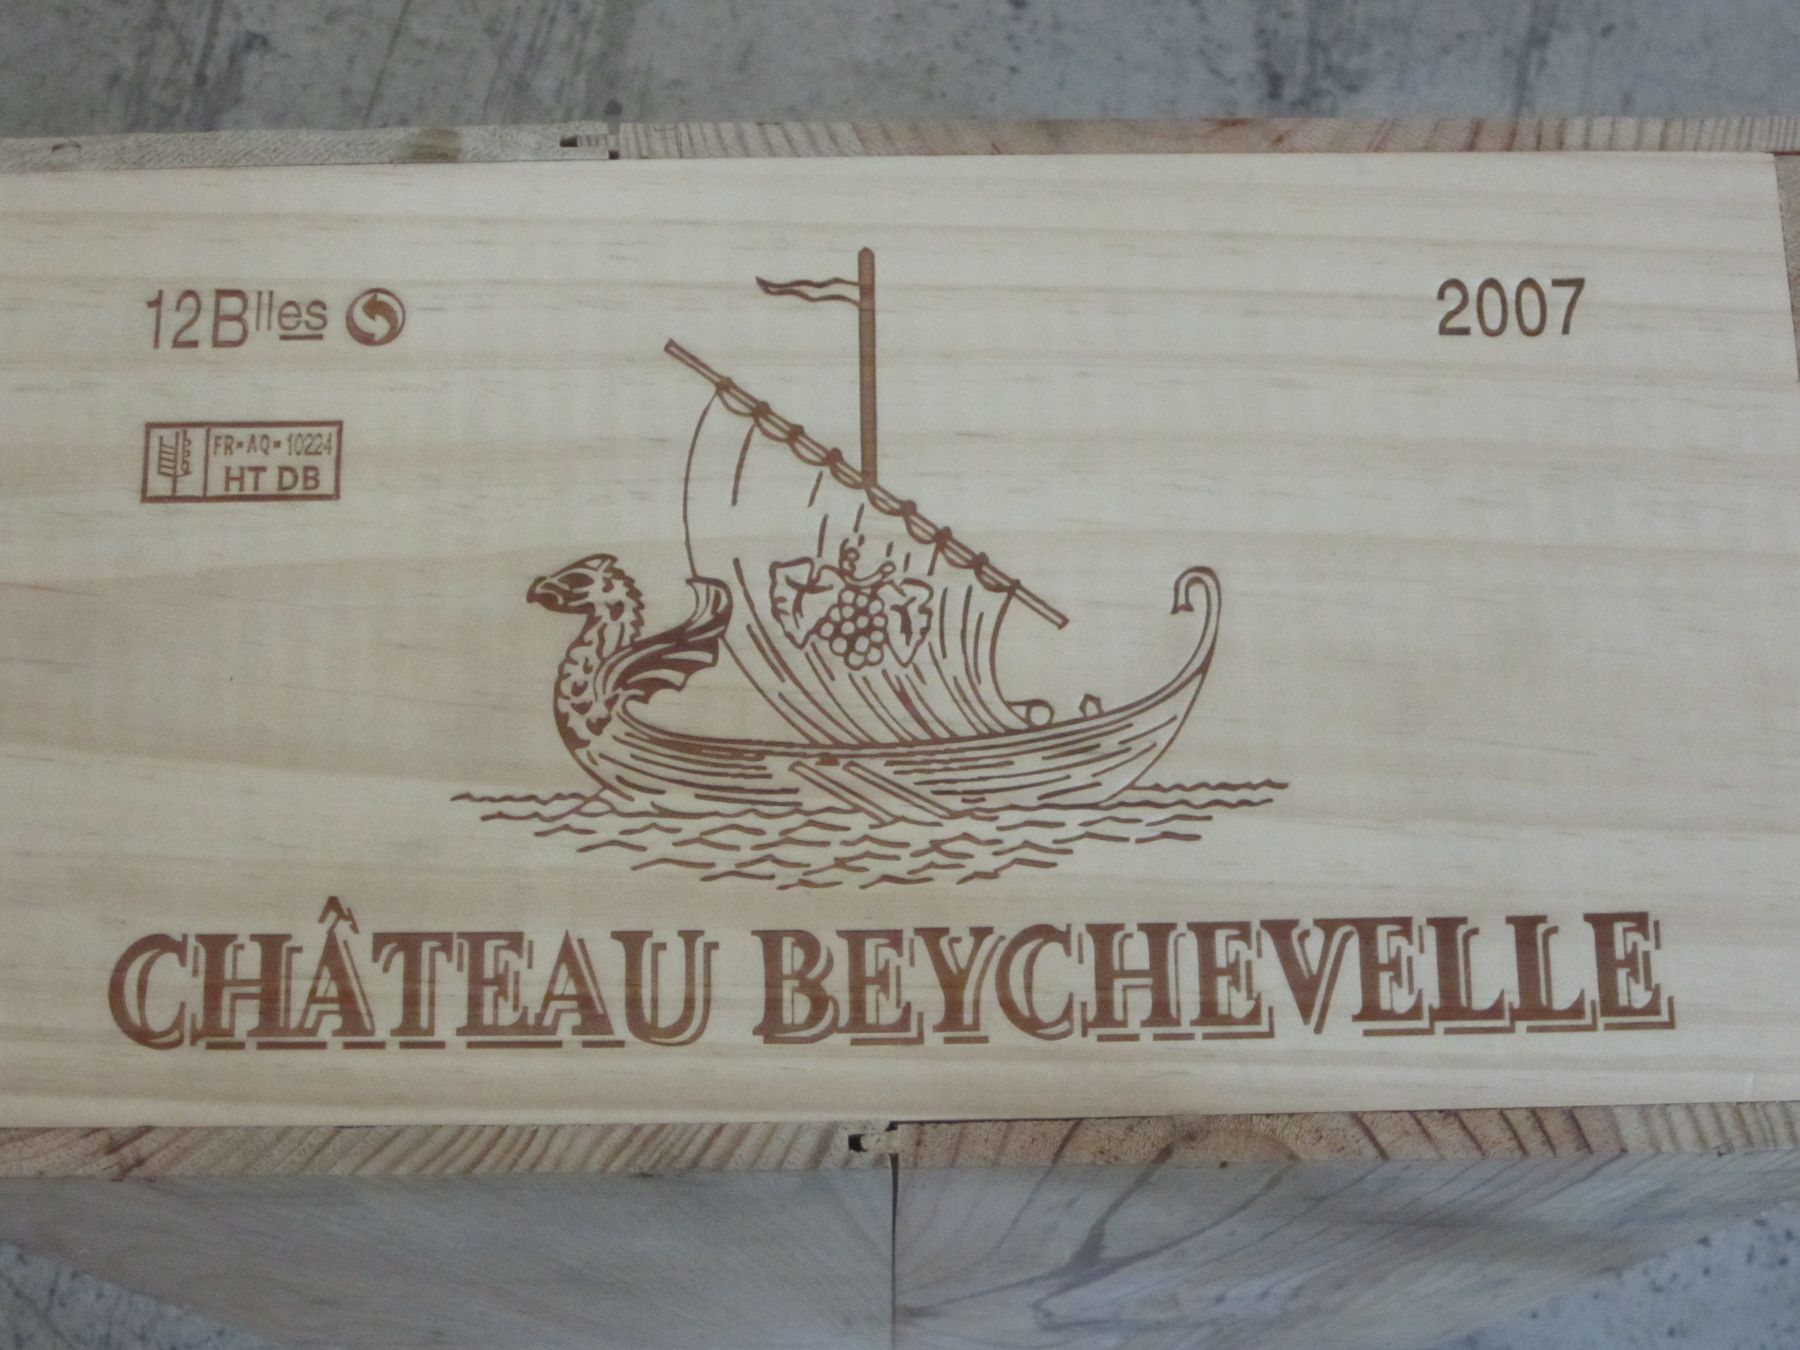 12Blles
2007
FR-AQ-10224
HT DB
CHÂTEAU BEYCHEVELLE